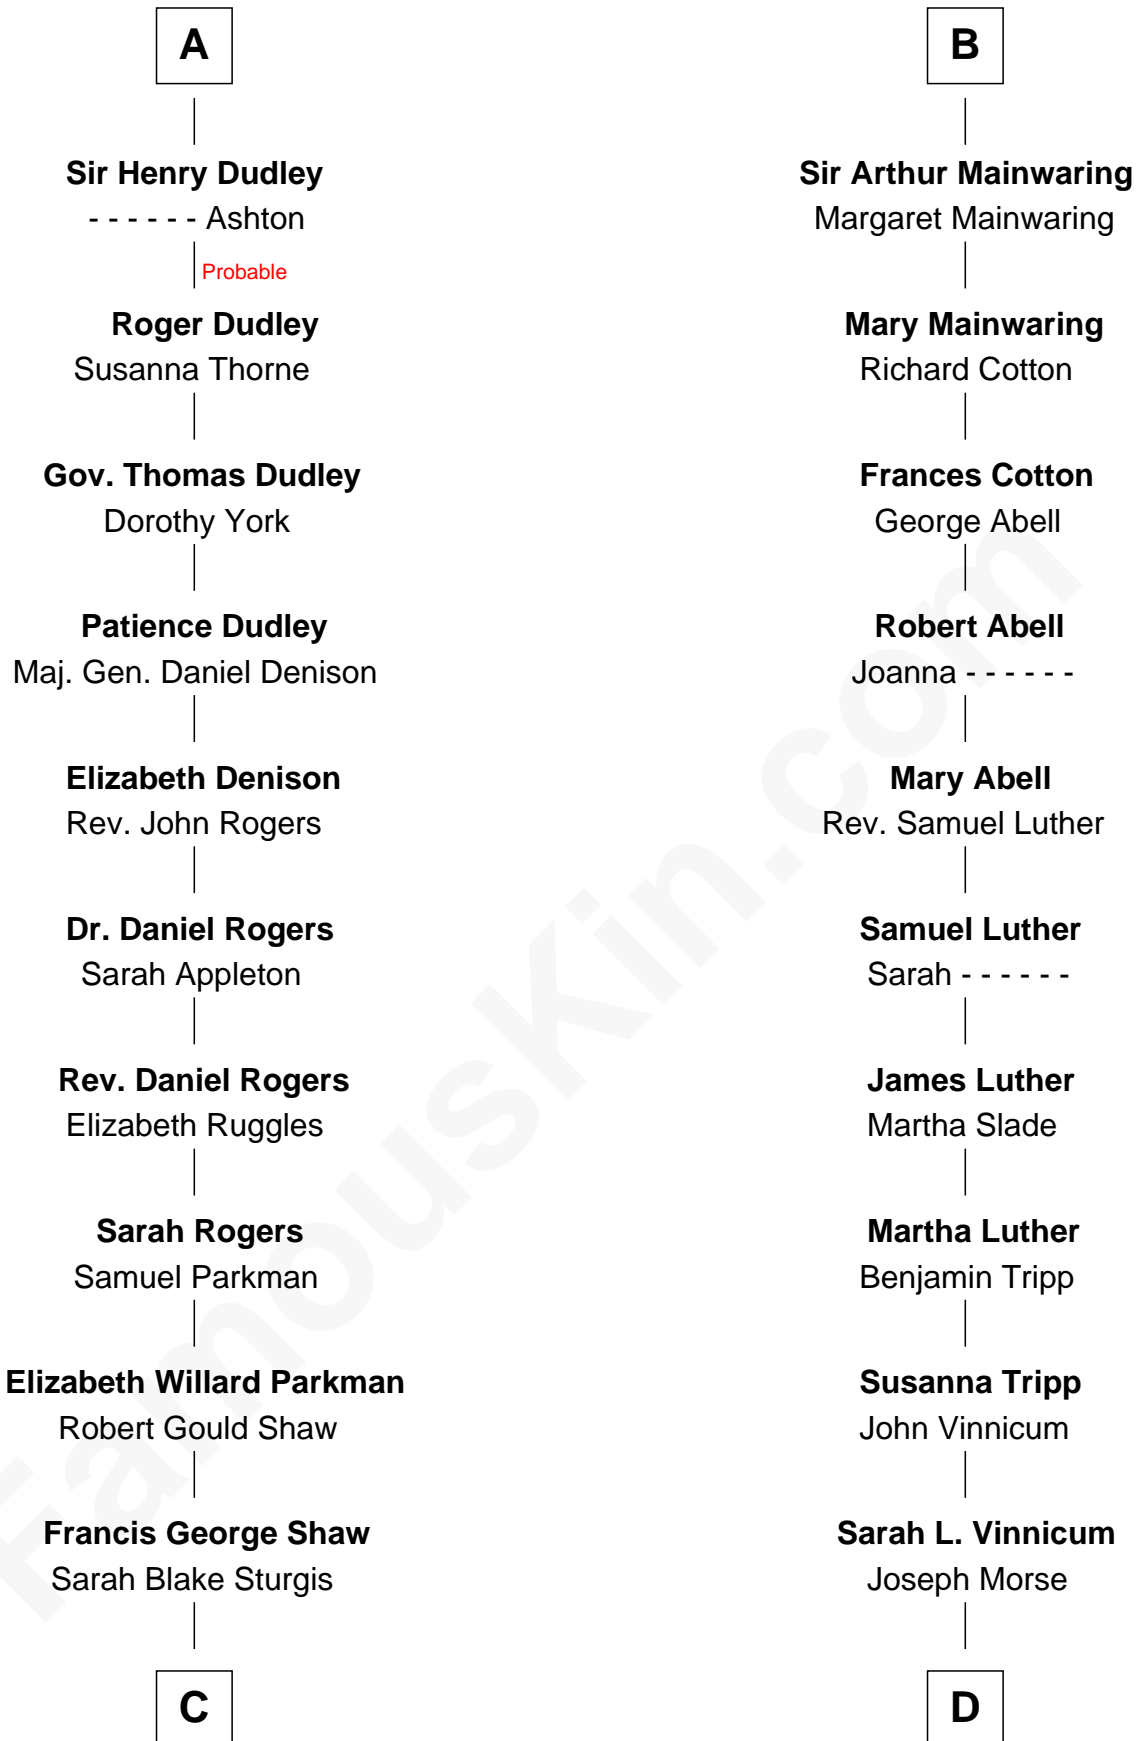 A
Sir Henry Dudley
- - - - - - Ashton
Probable
Roger Dudley
Susanna Thorne
Gov. Thomas Dudley
Dorothy York
Patience Dudley
Maj. Gen. Daniel Denison
Elizabeth Denison
Rev. John Rogers
Dr. Daniel Rogers
Sarah Appleton
Rev. Daniel Rogers
Elizabeth Ruggles
Sarah Rogers
Samuel Parkman
Elizabeth Willard Parkman
Robert Gould Shaw
Francis George Shaw
Sarah Blake Sturgis
C
B
Sir Arthur Mainwaring
Margaret Mainwaring
Mary Mainwaring
Richard Cotton
Frances Cotton
George Abell
Robert Abell
Joanna - - - - - -
Mary Abell
Rev. Samuel Luther
Samuel Luther
Sarah - - - - - -
James Luther
Martha Slade
Martha Luther
Benjamin Tripp
Susanna Tripp
John Vinnicum
Sarah L. Vinnicum
Joseph Morse
D
FamousKin.com